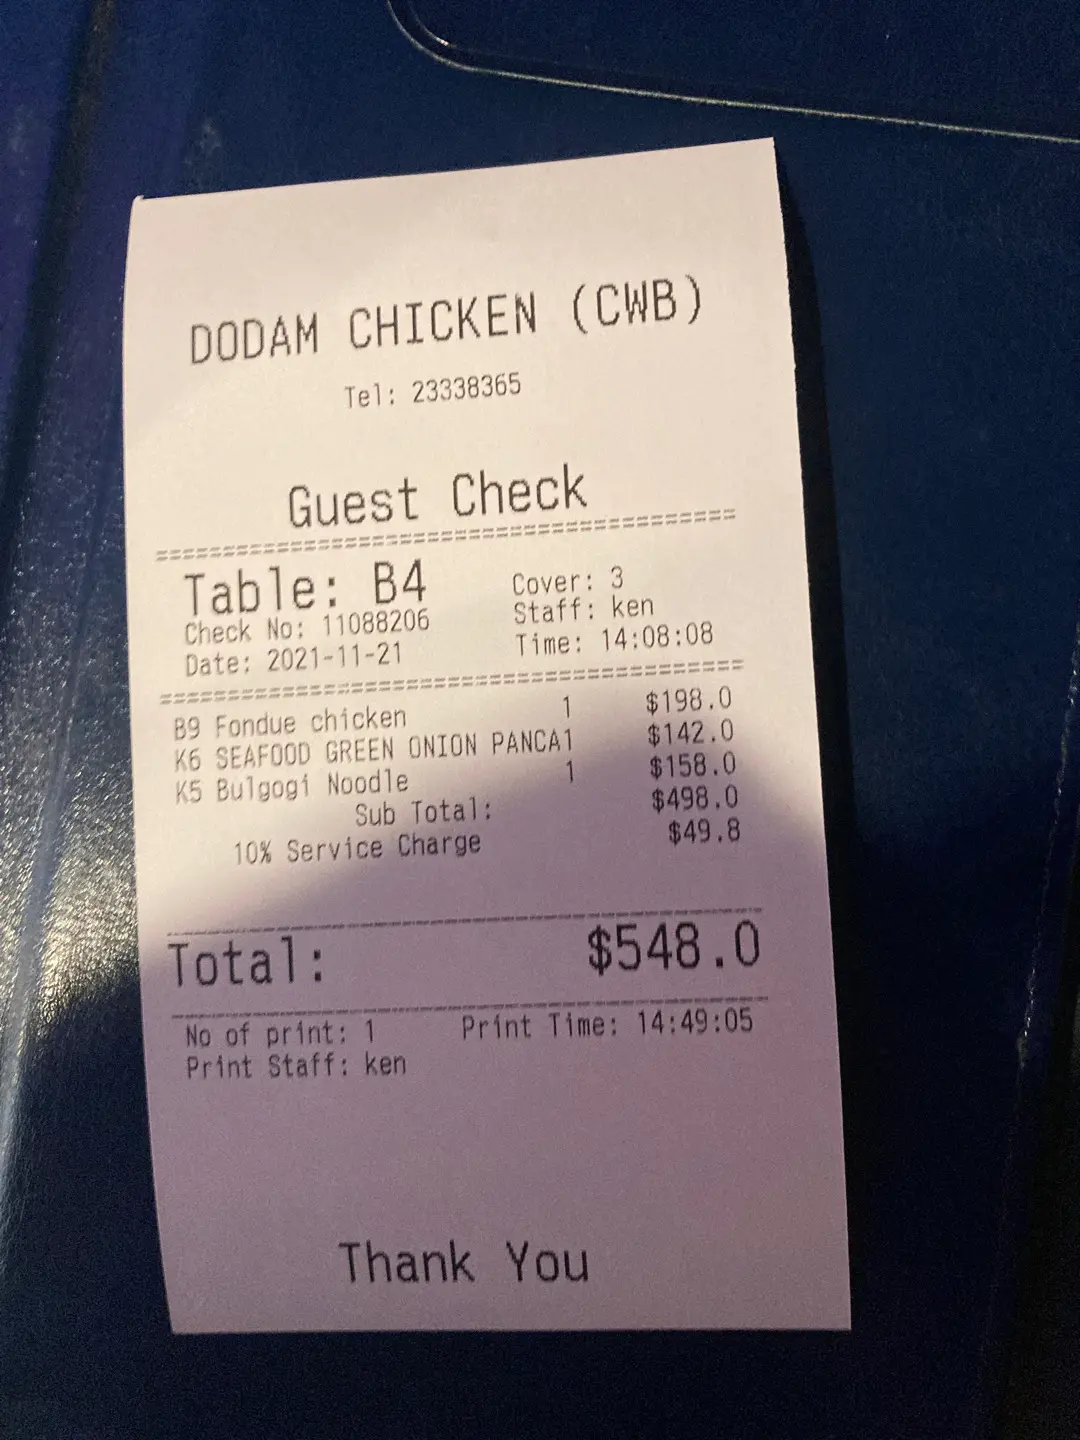 DODAM CHICKEN (CWB)
Tel: 23338365
Guest Check
Table: B4
Cover: 3
Check No: 11088206
Staff: ken
Date: 2021-11-21
Time: 14:08:08
B9 Fondue chicken 1 $198.0
K6 SEAFOOD GREEN ONION PANCA1 $142.0
K5 Bulgogi Noodle 1 $158.0
Sub Total: $498.0
10% Service Charge $49.8
Total: $548.0
No of print: 1 Print Time: 14:49:05
Print Staff: ken
Thank You